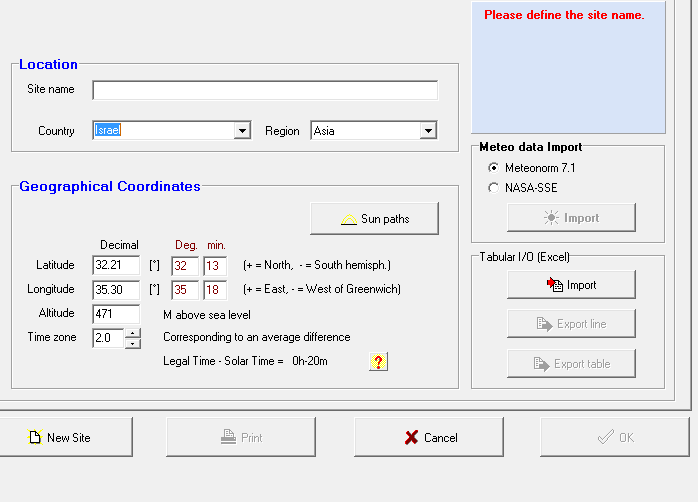 Please define the site name.
Location
Site name
Country Israel Region Asia
Meteo data Import
Meteonorm 7.1
NASA-SSE
Import
Geographical Coordinates
Sun paths
Decimal Deg. min.
Latitude 32.21 [°] 32 13 (+ = North, - = South hemisph.)
Longitude 35.30 [°] 35 18 (+ = East, - = West of Greenwich)
Altitude 471 M above sea level
Time zone 2.0 Corresponding to an average difference
Legal Time - Solar Time = 0h-20m ?
Tabular I/O (Excel)
Import
Export line
Export table
New Site Print Cancel OK